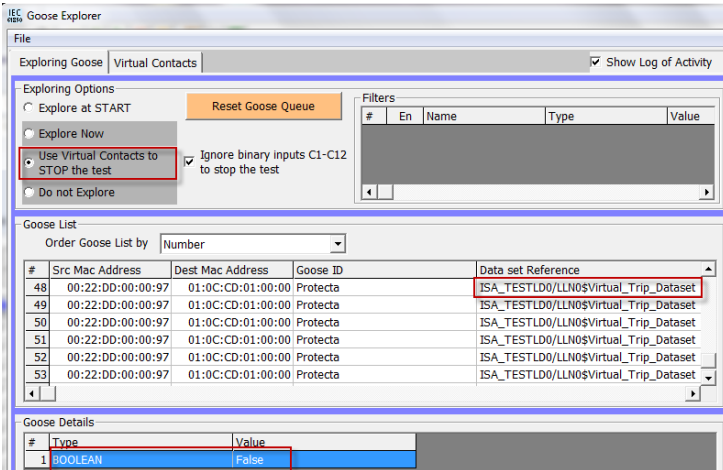 IEC 61850 Goose Explorer
File
Exploring Goose Virtual Contacts Show Log of Activity
Exploring Options
Explore at START
Reset Goose Queue
Explore Now
Use Virtual Contacts to
STOP the test
Ignore binary inputs C1-C12
to stop the test
Do not Explore
Filters
# En Name Type Value
Goose List
Order Goose List by Number
# Src Mac Address Dest Mac Address Goose ID Data set Reference
48 00:22:DD:00:00:97 01:0C:CD:01:00:00 Protecta ISA_TESTLD0/LLN0$Virtual_Trip_Dataset
49 00:22:DD:00:00:97 01:0C:CD:01:00:00 Protecta ISA_TESTLD0/LLN0$Virtual_Trip_Dataset
50 00:22:DD:00:00:97 01:0C:CD:01:00:00 Protecta ISA_TESTLD0/LLN0$Virtual_Trip_Dataset
51 00:22:DD:00:00:97 01:0C:CD:01:00:00 Protecta ISA_TESTLD0/LLN0$Virtual_Trip_Dataset
52 00:22:DD:00:00:97 01:0C:CD:01:00:00 Protecta ISA_TESTLD0/LLN0$Virtual_Trip_Dataset
53 00:22:DD:00:00:97 01:0C:CD:01:00:00 Protecta ISA_TESTLD0/LLN0$Virtual_Trip_Dataset
Goose Details
# Type Value
1 BOOLEAN False